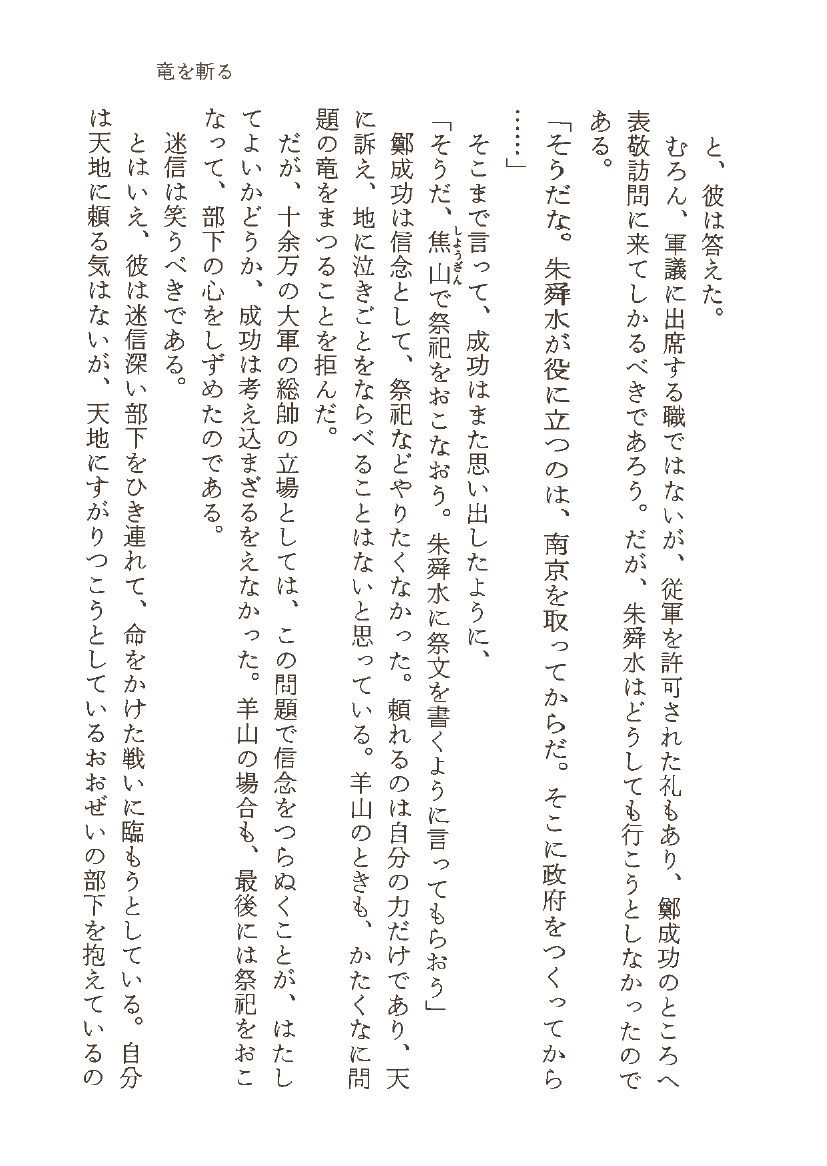 竜を斬る
と、彼は答えた。
むろん、軍議に出席する職ではないが、従軍を許可された礼もあり、鄭成功のところへ
表敬訪問に来てしかるべきであろう。だが、朱舜水はどうしても行こうとしなかったので
ある。
「そうだな。朱舜水が役に立つのは、南京を取ってからだ。そこに政府をつくってから
……」
そこまで言って、成功はまた思い出したように、
「そうだ、焦山で祭祀をおこなおう。朱舜水に祭文を書くように言ってもらおう」
しょうざん
鄭成功は信念として、祭祀などやりたくなかった。頼れるのは自分の力だけであり、天
に訴え、地に泣きごとをならべることはないと思っている。羊山のときも、かたくなに問
題の竜をまつることを拒んだ。
だが、十余万の大軍の総帥の立場としては、この問題で信念をつらぬくことが、はたし
てよいかどうか、成功は考え込まざるをえなかった。羊山の場合も、最後には祭祀をおこ
なって、部下の心をしずめたのである。
迷信は笑うべきである。
とはいえ、彼は迷信深い部下をひき連れて、命をかけた戦いに臨もうとしている。自分
は天地に頼る気はないが、天地にすがりつこうとしているおおぜいの部下を抱えているの